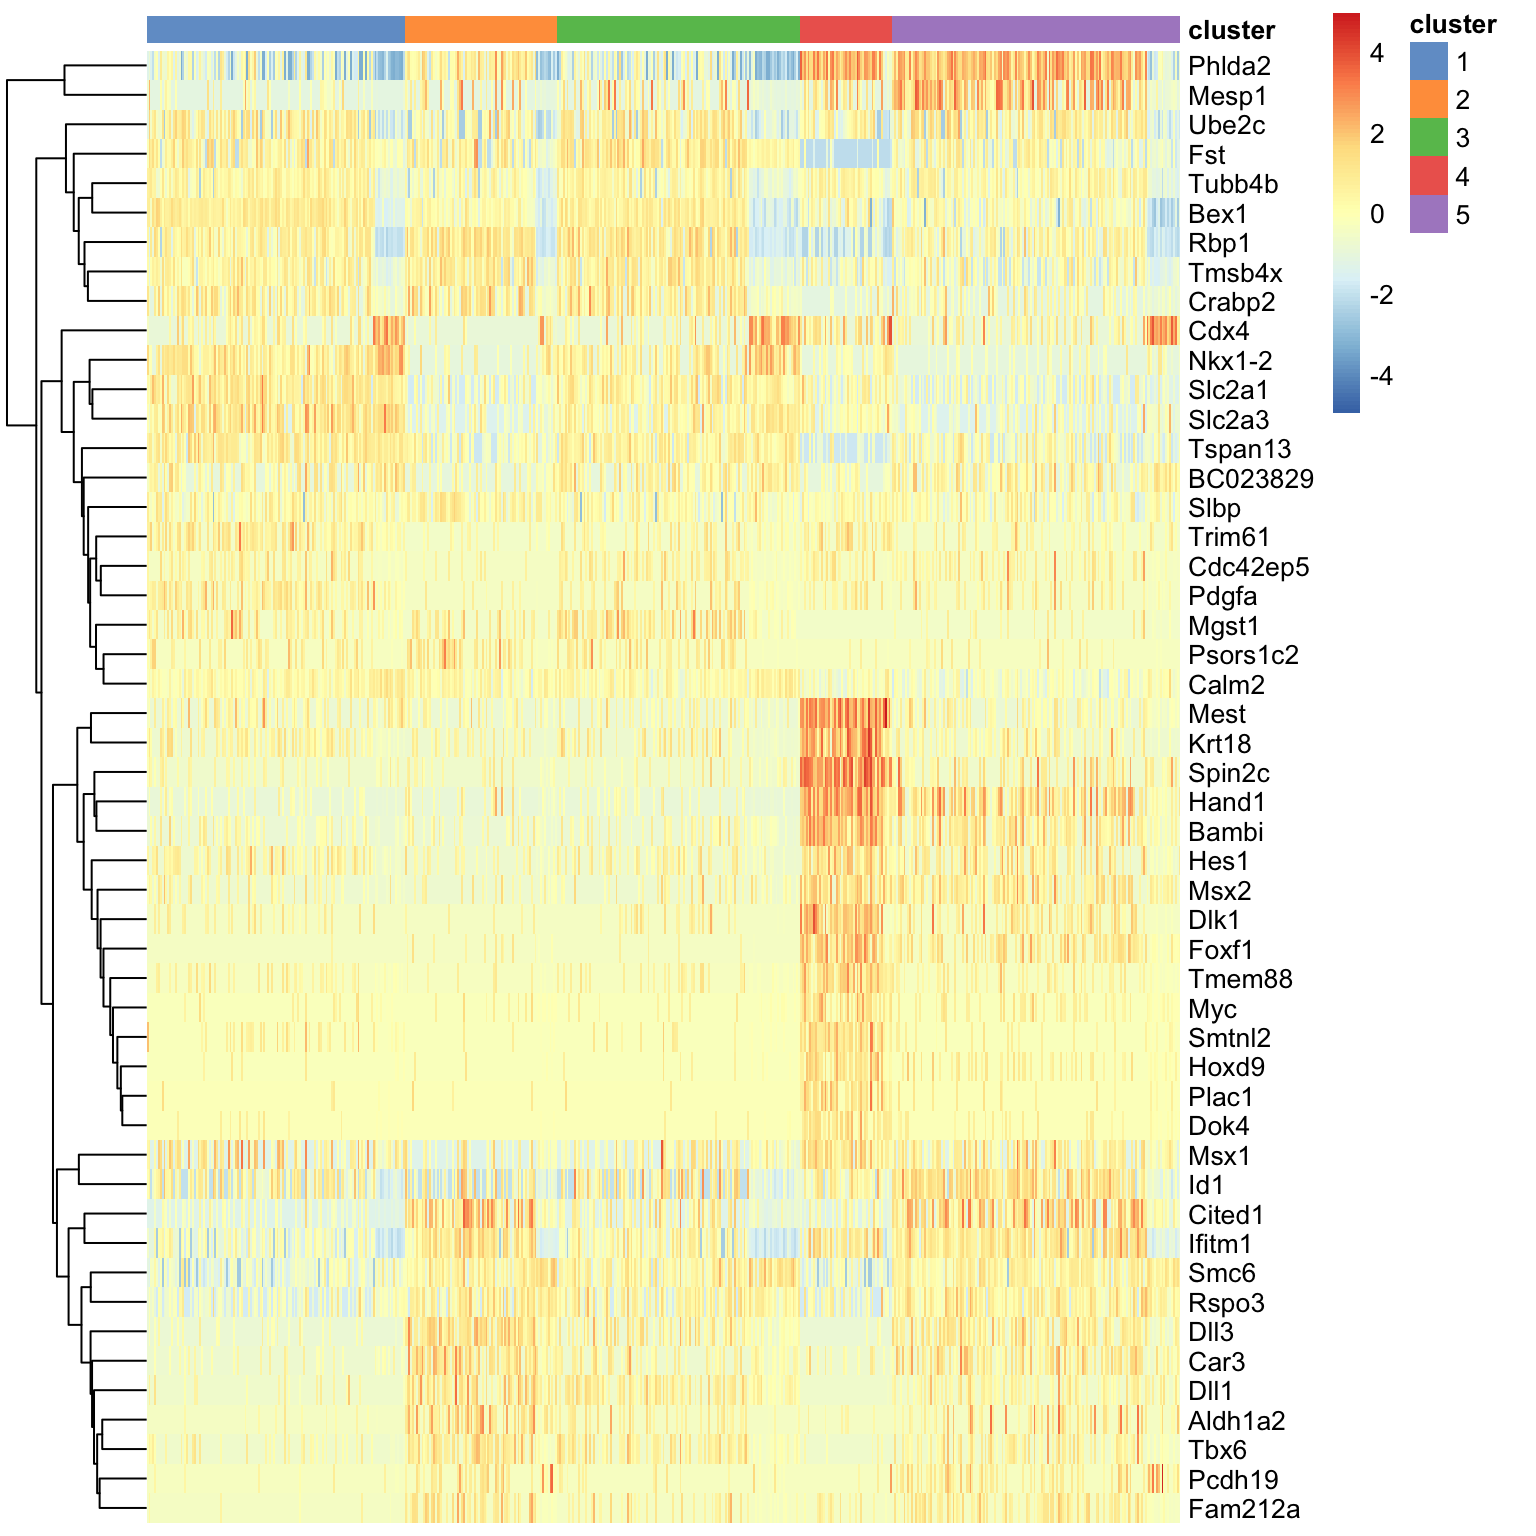 cluster
Phlda2
Mesp1
Ube2c
Fst
Tubb4b
Bex1
Rbp1
Tmsb4x
Crabp2
Cdx4
Nkx1-2
Slc2a1
Slc2a3
Tspan13
BC023829
Slbp
Trim61
Cdc42ep5
Pdgfa
Mgst1
Psors1c2
Calm2
Mest
Krt18
Spin2c
Hand1
Bambi
Hes1
Msx2
Dlk1
Foxf1
Tmem88
Myc
Smtnl2
Hoxd9
Plac1
Dok4
Msx1
Id1
Cited1
Ifitm1
Smc6
Rspo3
Dll3
Car3
Dll1
Aldh1a2
Tbx6
Pcdh19
Fam212a
4
2
0
-2
-4
cluster
1
2
3
4
5